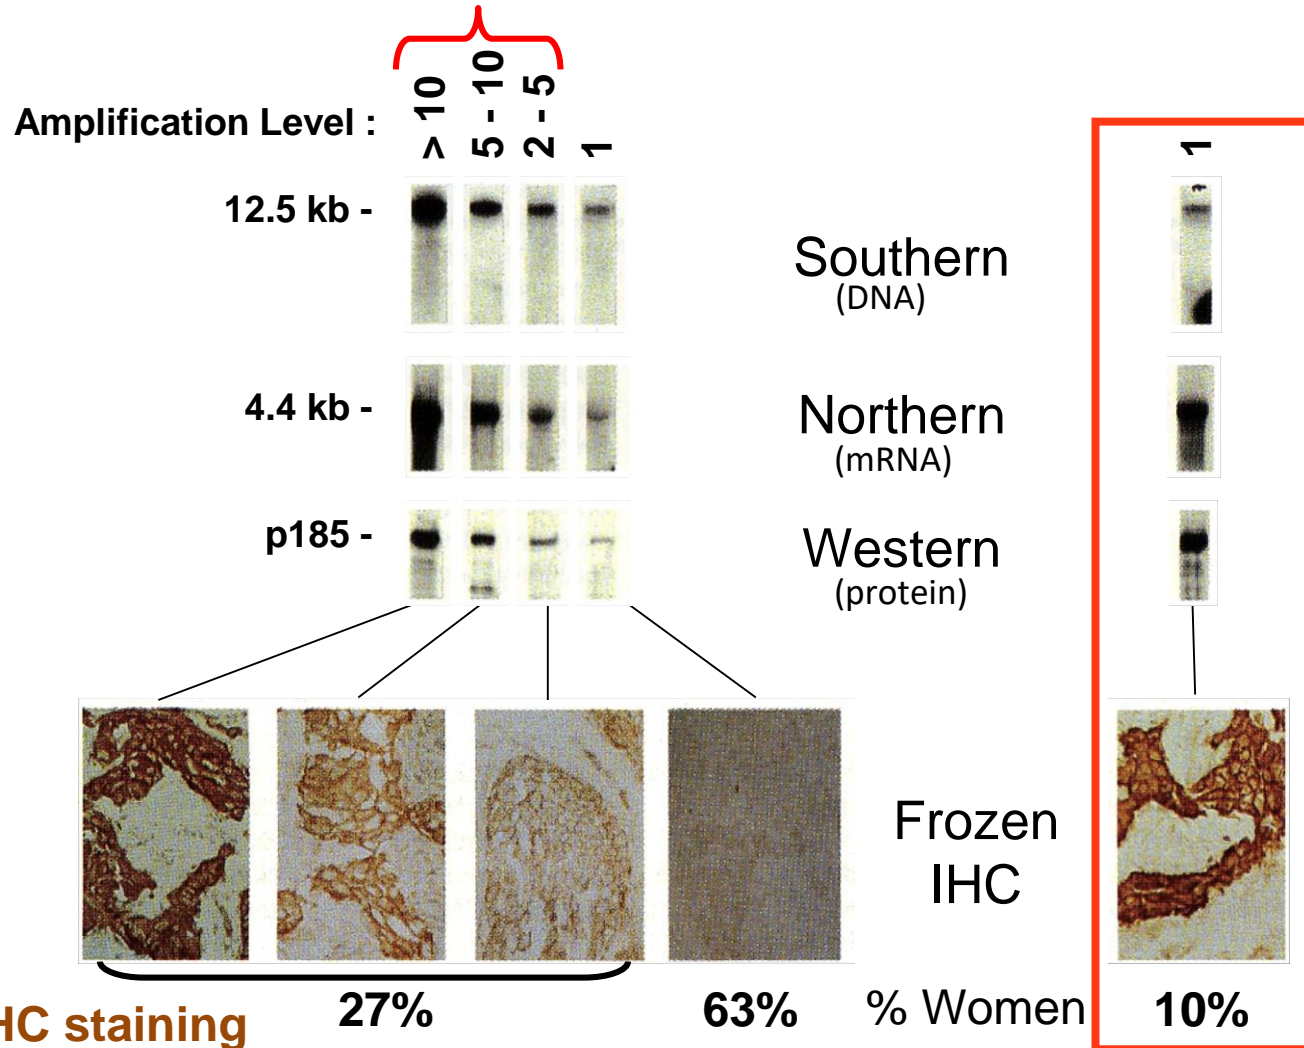 Amplification Level :
> 10
5 - 10
2 - 5
1
1
12.5 kb -
Southern
(DNA)
4.4 kb -
Northern
(mRNA)
p185 -
Western
(protein)
Frozen
IHC
27%
63%
% Women
10%
HC staining